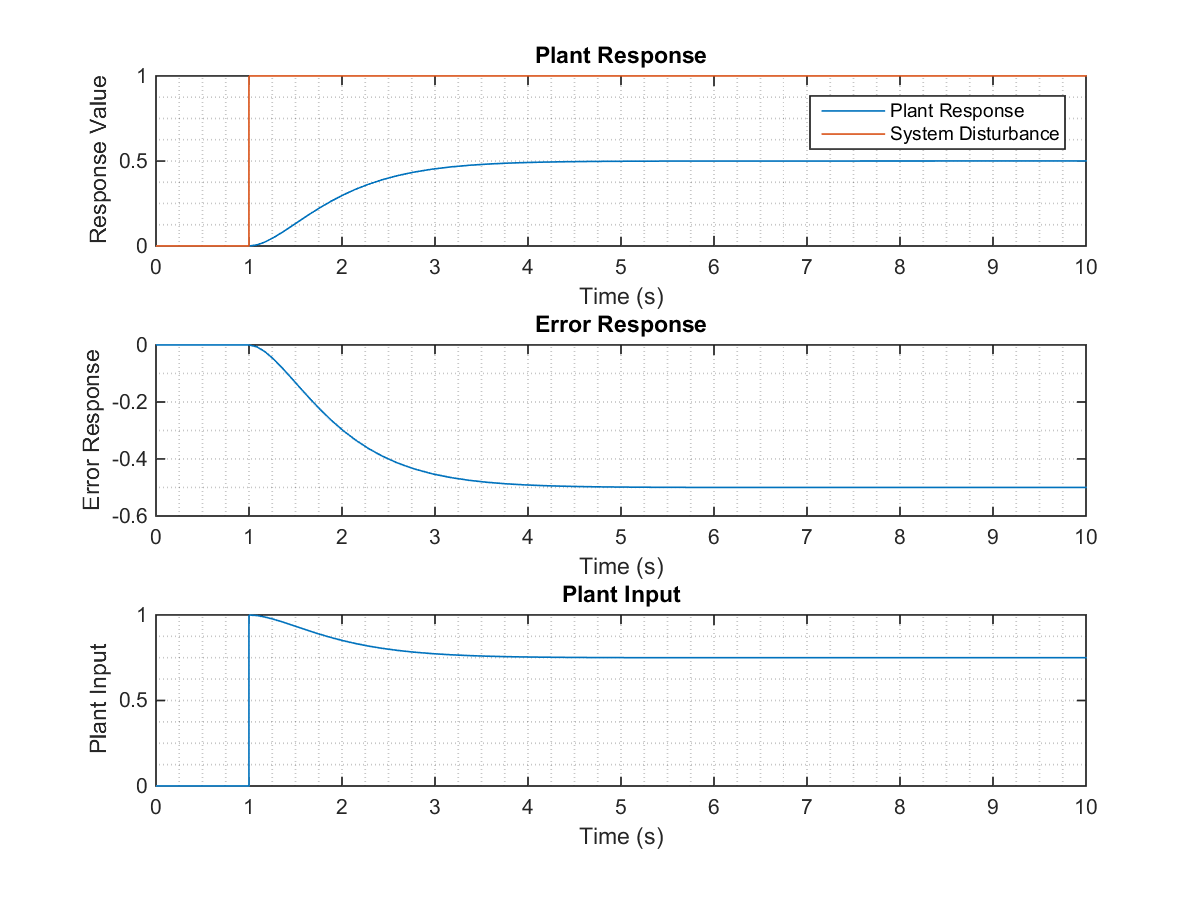 Plant Response
Response Value
1
0.5
0
Plant Response
System Disturbance
0 1 2 3 4 5 6 7 8 9 10
Time (s)
Error Response
Error Response
0
-0.2
-0.4
-0.6
0 1 2 3 4 5 6 7 8 9 10
Time (s)
Plant Input
Plant Input
1
0.5
0
0 1 2 3 4 5 6 7 8 9 10
Time (s)